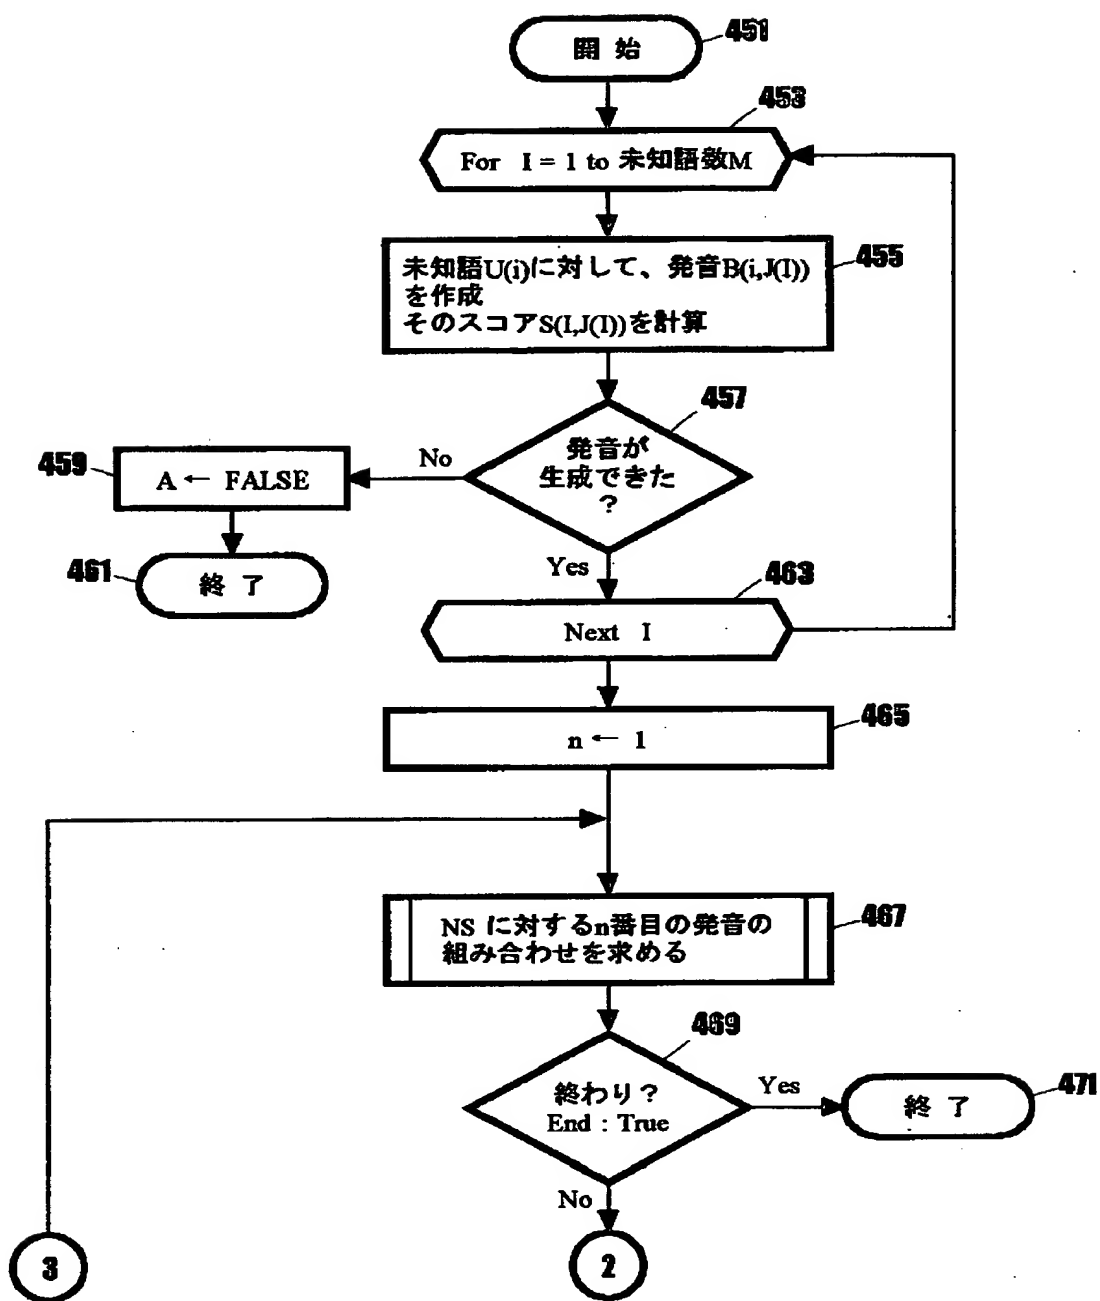 開 始
451
453
For I = 1 to 未知語数M
未知語U(i)に対して、発音B(i,J(I))
を作成
そのスコアS(I,J(I))を計算
455
457
発音が
生成できた
?
No
459
A ← FALSE
461
終 了
Yes
463
Next I
465
n ← 1
NS に対するn番目の発音の
組み合わせを求める
467
469
終わり?
End : True
Yes
終 了
471
No
3
2